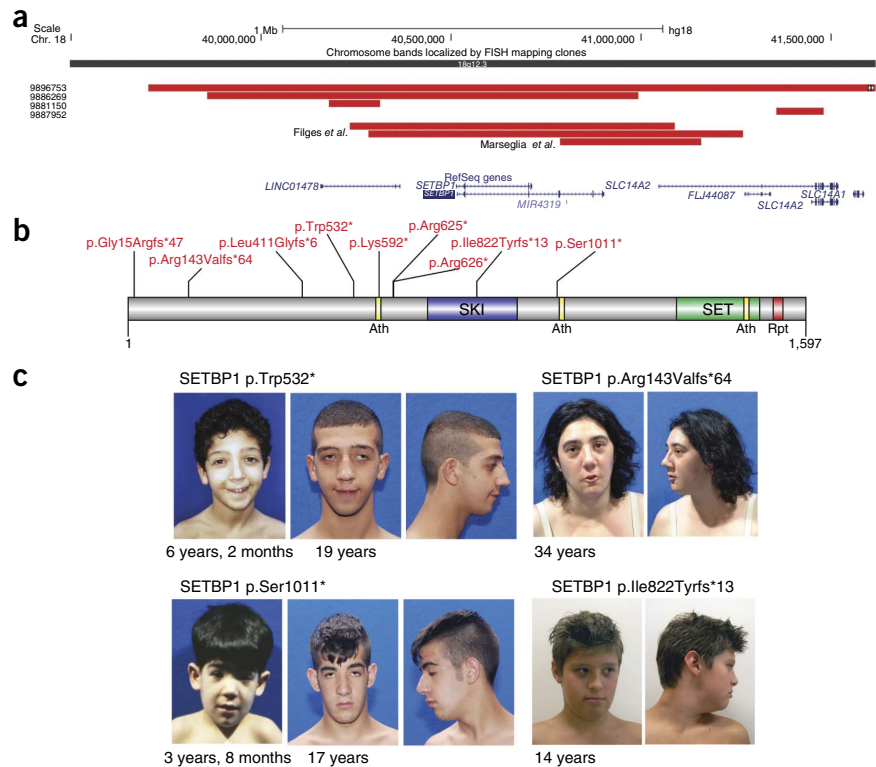 a
Scale
1 Mb
hg18
Chr. 18
40,000,000
40,500,000
41,000,000
41,500,000
Chromosome bands localized by FISH mapping clones
18q12.3
9896753
9886269
9881150
9887952
Filges et al.
Marseglia et al.
RefSeq genes
LINC01478
SETBP1
SETBP1
MIR4319
SLC14A2
FLJ44087
SLC14A2
SLC14A1
b
p.Gly15Argfs*47
p.Arg143Valfs*64
p.Leu411Glyfs*6
p.Trp532*
p.Lys592*
p.Arg625*
p.Arg626*
p.Ile822Tyrfs*13
p.Ser1011*
SKI
SET
Ath
Ath
Ath
Rpt
1
1,597
c
SETBP1 p.Trp532*
SETBP1 p.Arg143Valfs*64
6 years, 2 months
19 years
34 years
SETBP1 p.Ser1011*
SETBP1 p.Ile822Tyrfs*13
3 years, 8 months
17 years
14 years